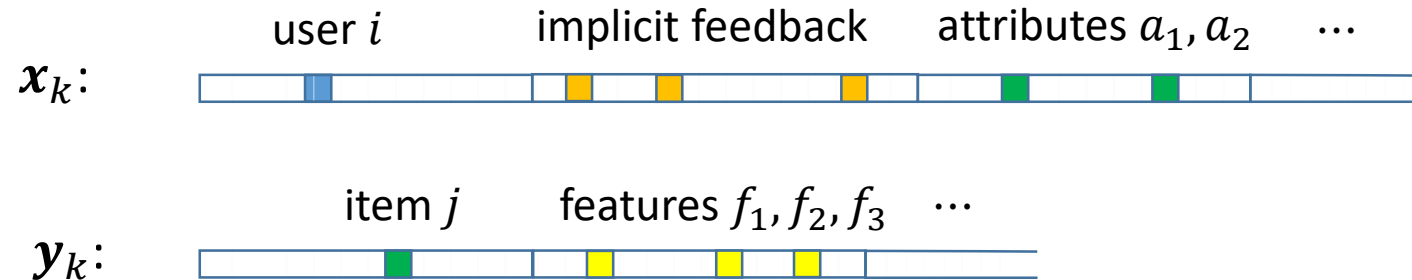 user i implicit feedback attributes a₁, a₂ ⋯
xₖ:
item j features f₁, f₂, f₃ ⋯
yₖ: